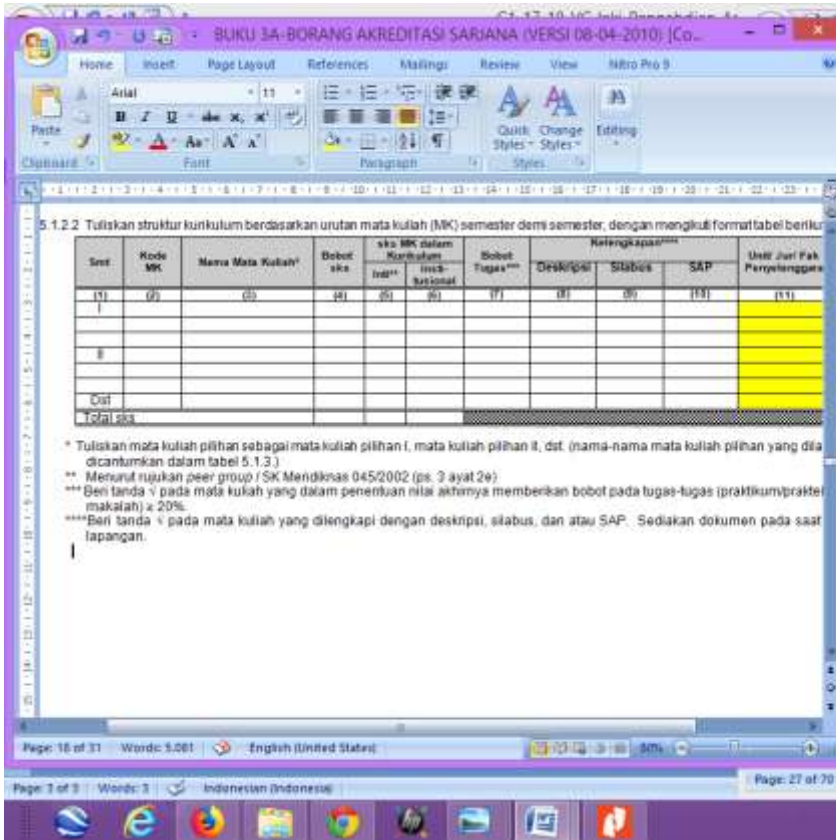 BUKU 3A-BORANG AKREDITASI SARJANA (VERSI 08-04-2010) [Co...
Home Insert Page Layout References Mailings Review View Nitro Pro 9
Arial 11
Paste
Quick Styles Change Styles Editing
Clipboard Font Paragraph Styles
5.1.2.2 Tuliskan struktur kurikulum berdasarkan urutan mata kuliah (MK) semester demi semester, dengan mengikuti format tabel beriku
Smt Kode MK Nama Mata Kuliah* Bobot sks sks MK dalam Kurikulum Bobot Tugas*** Kelengkapan**** Unit/ Jur/ Fak Penyelenggara
Inti** Insti-tusional Deskripsi Silabus SAP
(1) (2) (3) (4) (5) (6) (7) (8) (9) (10) (11)
I
II
Dst
Total sks
* Tuliskan mata kuliah pilihan sebagai mata kuliah pilihan I, mata kuliah pilihan II, dst. (nama-nama mata kuliah pilihan yang dila
dicantumkan dalam tabel 5.1.3.)
** Menurut rujukan peer group / SK Mendiknas 045/2002 (ps. 3 ayat 2e)
*** Beri tanda √ pada mata kuliah yang dalam penentuan nilai akhirnya memberikan bobot pada tugas-tugas (praktikum/praktek
makalah) ≥ 20%.
****Beri tanda √ pada mata kuliah yang dilengkapi dengan deskripsi, silabus, dan atau SAP. Sediakan dokumen pada saat
lapangan.
Page: 18 of 31 Words: 5.081 English (United States) 80%
Page: 3 of 3 Words: 3 Indonesian (Indonesia) Page: 27 of 70